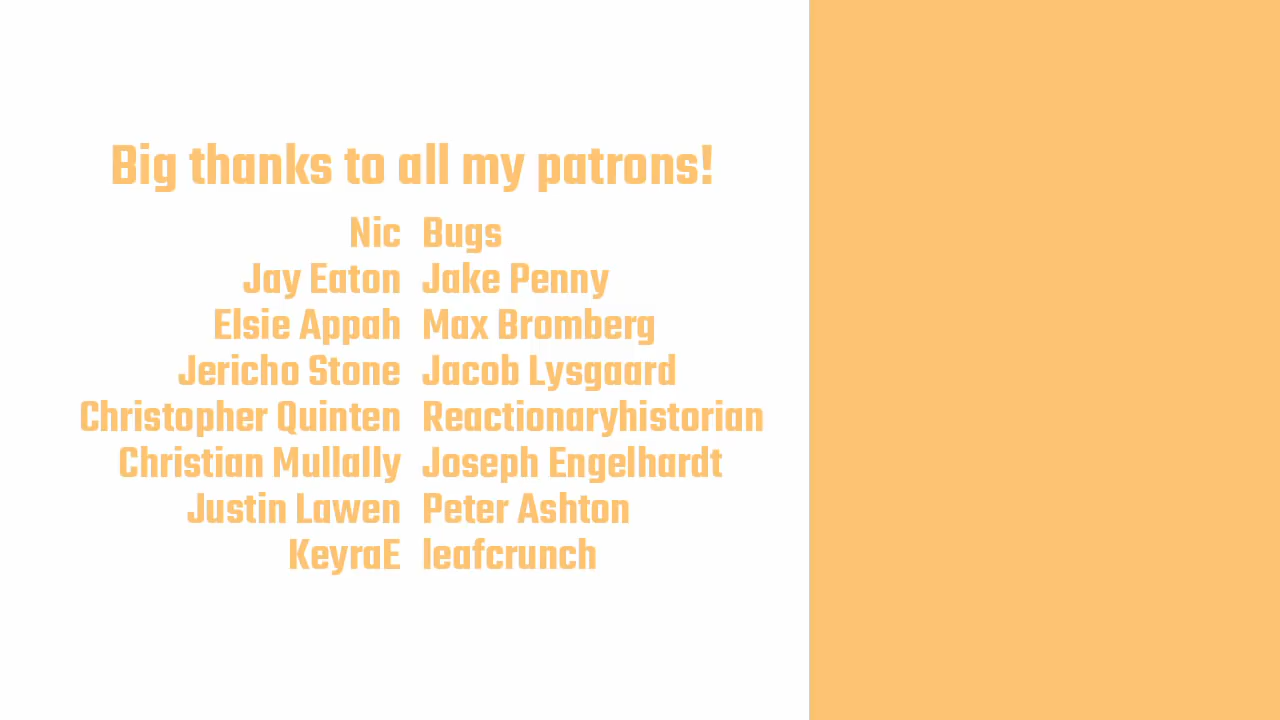 Big thanks to all my patrons!
Nic Bugs
Jay Eaton Jake Penny
Elsie Appah Max Bromberg
Jericho Stone Jacob Lysgaard
Christopher Quinten Reactionaryhistorian
Christian Mullally Joseph Engelhardt
Justin Lawen Peter Ashton
KeyraE leafcrunch